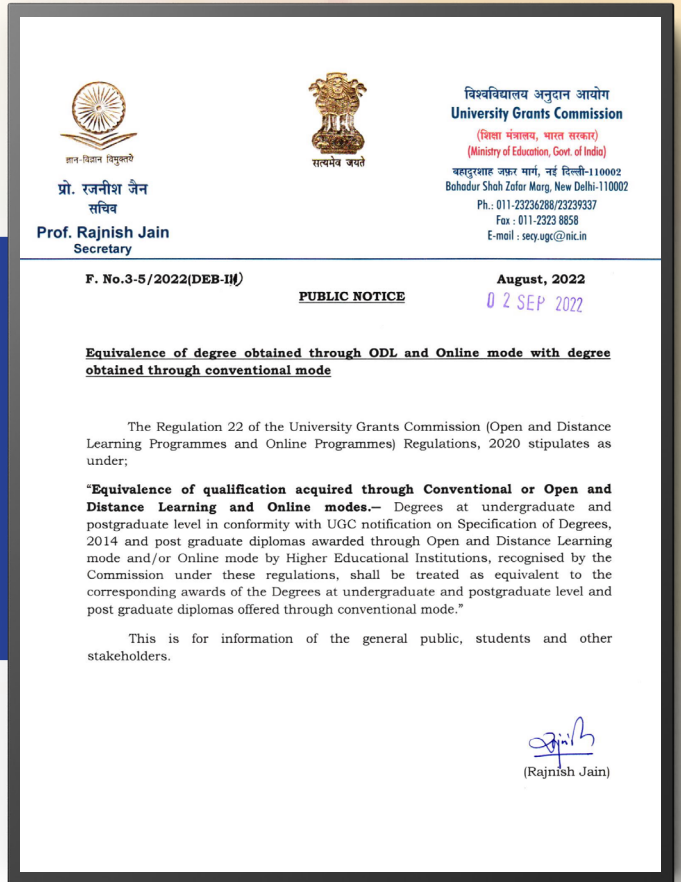 ज्ञान-विज्ञान विमुक्तये
प्रो. रजनीश जैन
सचिव
Prof. Rajnish Jain
Secretary
सत्यमेव जयते
विश्वविद्यालय अनुदान आयोग
University Grants Commission
(शिक्षा मंत्रालय, भारत सरकार)
(Ministry of Education, Govt. of India)
बहादुरशाह ज़फ़र मार्ग, नई दिल्ली-110002
Bahadur Shah Zafar Marg, New Delhi-110002
Ph.: 011-23236288/23239337
Fax : 011-2323 8858
E-mail : secy.ugc@nic.in
F. No.3-5/2022(DEB-III)
August, 2022
PUBLIC NOTICE
02 SEP 2022
Equivalence of degree obtained through ODL and Online mode with degree
obtained through conventional mode
The Regulation 22 of the University Grants Commission (Open and Distance
Learning Programmes and Online Programmes) Regulations, 2020 stipulates as
under;
“Equivalence of qualification acquired through Conventional or Open and
Distance Learning and Online modes.— Degrees at undergraduate and
postgraduate level in conformity with UGC notification on Specification of Degrees,
2014 and post graduate diplomas awarded through Open and Distance Learning
mode and/or Online mode by Higher Educational Institutions, recognised by the
Commission under these regulations, shall be treated as equivalent to the
corresponding awards of the Degrees at undergraduate and postgraduate level and
post graduate diplomas offered through conventional mode.”
This is for information of the general public, students and other
stakeholders.
(Rajnish Jain)